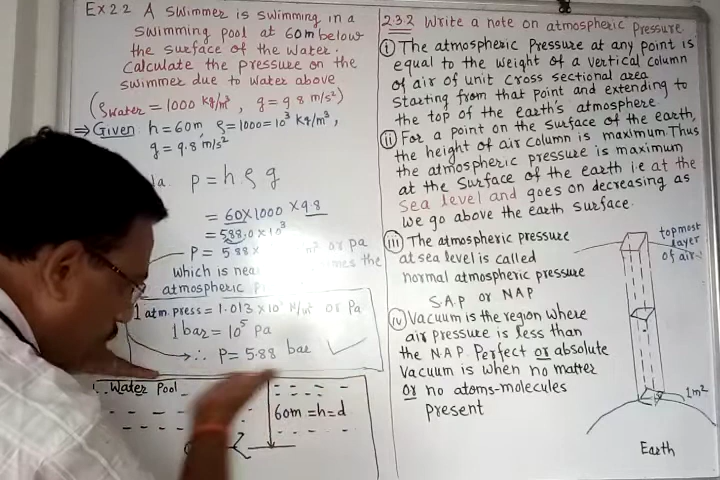 Ex 2.2 A swimmer is swimming in a
swimming pool at 60m below
the surface of the water.
Calculate the pressure on the
swimmer due to water above
(ρwater = 1000 kg/m³, g = 9.8 m/s²)
⇒ Given: h = 60m, ρ = 1000 = 10³ kg/m³,
g = 9.8 m/s²
la. P = h ρ g
= 60 × 1000 × 9.8
= 588.0 × 10³
P = 5.88 × or Pa
which is the
atmospheric
1 atm. press = 1.013 × 10 N/m² or Pa
1 bar = 10⁵ Pa
∴ P = 5.88 bar
Water Pool
60m = h = d
2.3.2 Write a note on atmospheric Pressure
(i) The atmospheric Pressure at any point is
equal to the weight of a vertical column
of air of unit cross sectional area
starting from that point and extending to
the top of the earth's atmosphere
(ii) For a point on the surface of the earth,
the height of air column is maximum. Thus
the atmospheric pressure is maximum
at the surface of the earth i.e at the
sea level and goes on decreasing as
we go above the earth surface.
(iii) The atmospheric pressure
at sea level is called
normal atmospheric pressure
S.A.P or NAP
(iv) Vacuum is the region where
air pressure is less than
the N.A.P. Perfect or absolute
vacuum is when no matter
or no atoms-molecules
present
topmost
layer
of air
1m²
Earth